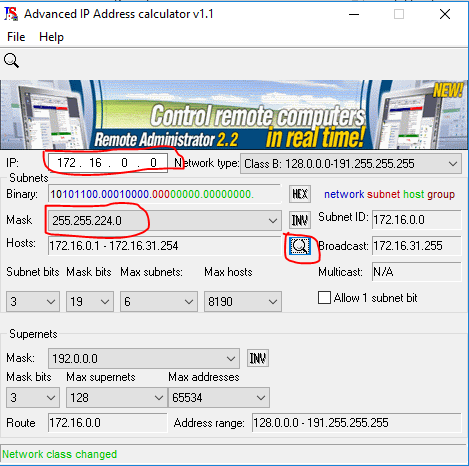 Advanced IP Address calculator v1.1
File Help
NEW!
Control remote computers
Remote Administrator 2.2 in real time!
IP: 172 . 16 . 0 . 0 Network type: Class B: 128.0.0.0-191.255.255.255
Subnets
Binary: 10101100.00010000.00000000.00000000. HEX network subnet host group
Mask 255.255.224.0 INV Subnet ID: 172.16.0.0
Hosts: 172.16.0.1 - 172.16.31.254 Broadcast: 172.16.31.255
Subnet bits Mask bits Max subnets: Max hosts Multicast: N/A
3 19 6 8190 Allow 1 subnet bit
Supernets
Mask: 192.0.0.0 INV
Mask bits Max supernets Max addresses
3 128 65534
Route 172.16.0.0 Address range: 128.0.0.0 - 191.255.255.255
Network class changed